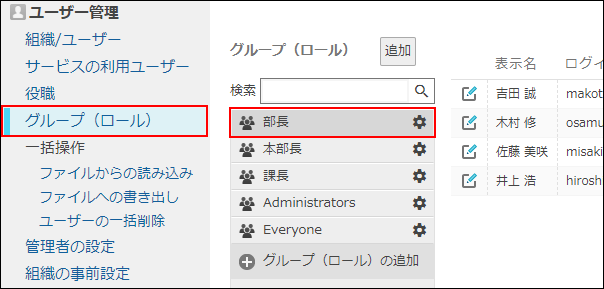 ユーザー管理
組織/ユーザー
サービスの利用ユーザー
役職
グループ（ロール）
一括操作
ファイルからの読み込み
ファイルへの書き出し
ユーザーの一括削除
管理者の設定
組織の事前設定
グループ（ロール） 追加
検索
部長
本部長
課長
Administrators
Everyone
グループ（ロール）の追加
表示名 ログイ
吉田 誠 makot
木村 修 osamu
佐藤 美咲 misaki
井上 浩 hirosh